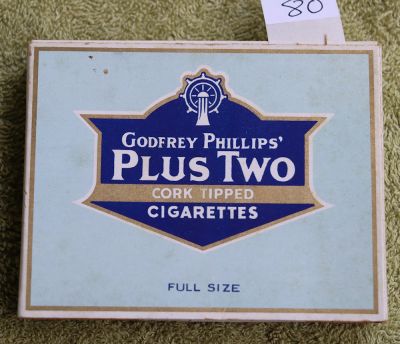 80
GODFREY PHILLIPS'
PLUS TWO
CORK TIPPED
CIGARETTES
FULL SIZE